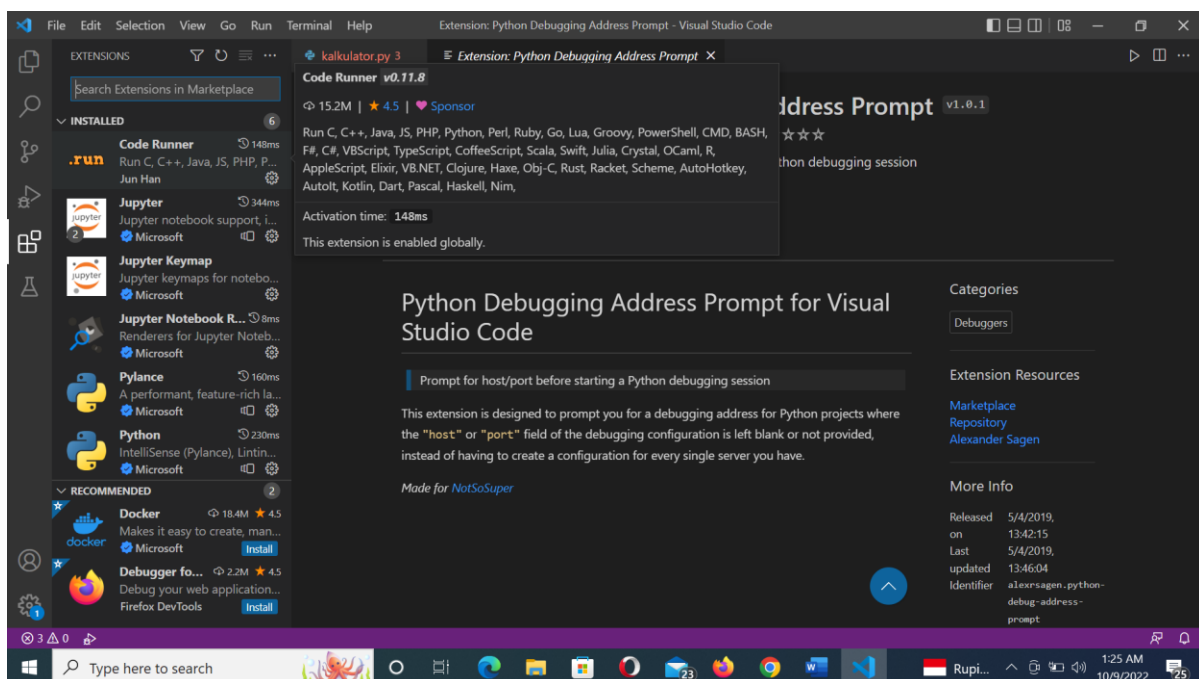 File Edit Selection View Go Run Terminal Help Extension: Python Debugging Address Prompt - Visual Studio Code
EXTENSIONS
kalkulator.py 3
Extension: Python Debugging Address Prompt
Search Extensions in Marketplace
INSTALLED 6
Code Runner 148ms
.run
Run C, C++, Java, JS, PHP, P...
Jun Han
Jupyter 344ms
jupyter
Jupyter notebook support, i...
2
Microsoft
Jupyter Keymap
jupyter
Jupyter keymaps for notebo...
Microsoft
Jupyter Notebook R... 8ms
Renderers for Jupyter Noteb...
Microsoft
Pylance 160ms
A performant, feature-rich la...
Microsoft
Python 230ms
IntelliSense (Pylance), Lintin...
Microsoft
RECOMMENDED 2
Docker 18.4M ★ 4.5
Makes it easy to create, man...
docker
Microsoft Install
Debugger fo... 2.2M ★ 4.5
Debug your web application...
Firefox DevTools Install
Code Runner v0.11.8
15.2M | ★ 4.5 | Sponsor
Run C, C++, Java, JS, PHP, Python, Perl, Ruby, Go, Lua, Groovy, PowerShell, CMD, BASH,
F#, C#, VBScript, TypeScript, CoffeeScript, Scala, Swift, Julia, Crystal, OCaml, R,
AppleScript, Elixir, VB.NET, Clojure, Haxe, Obj-C, Rust, Racket, Scheme, AutoHotkey,
AutoIt, Kotlin, Dart, Pascal, Haskell, Nim,
Activation time: 148ms
This extension is enabled globally.
ddress Prompt v1.0.1
thon debugging session
Python Debugging Address Prompt for Visual
Studio Code
Prompt for host/port before starting a Python debugging session
This extension is designed to prompt you for a debugging address for Python projects where
the "host" or "port" field of the debugging configuration is left blank or not provided,
instead of having to create a configuration for every single server you have.
Made for NotSoSuper
Categories
Debuggers
Extension Resources
Marketplace
Repository
Alexander Sagen
More Info
Released 5/4/2019,
on 13:42:15
Last 5/4/2019,
updated 13:46:04
Identifier alexrsagen.python-
debug-address-
prompt
1
3 0
Type here to search
23
Rupi...
1:25 AM
10/9/2022
25